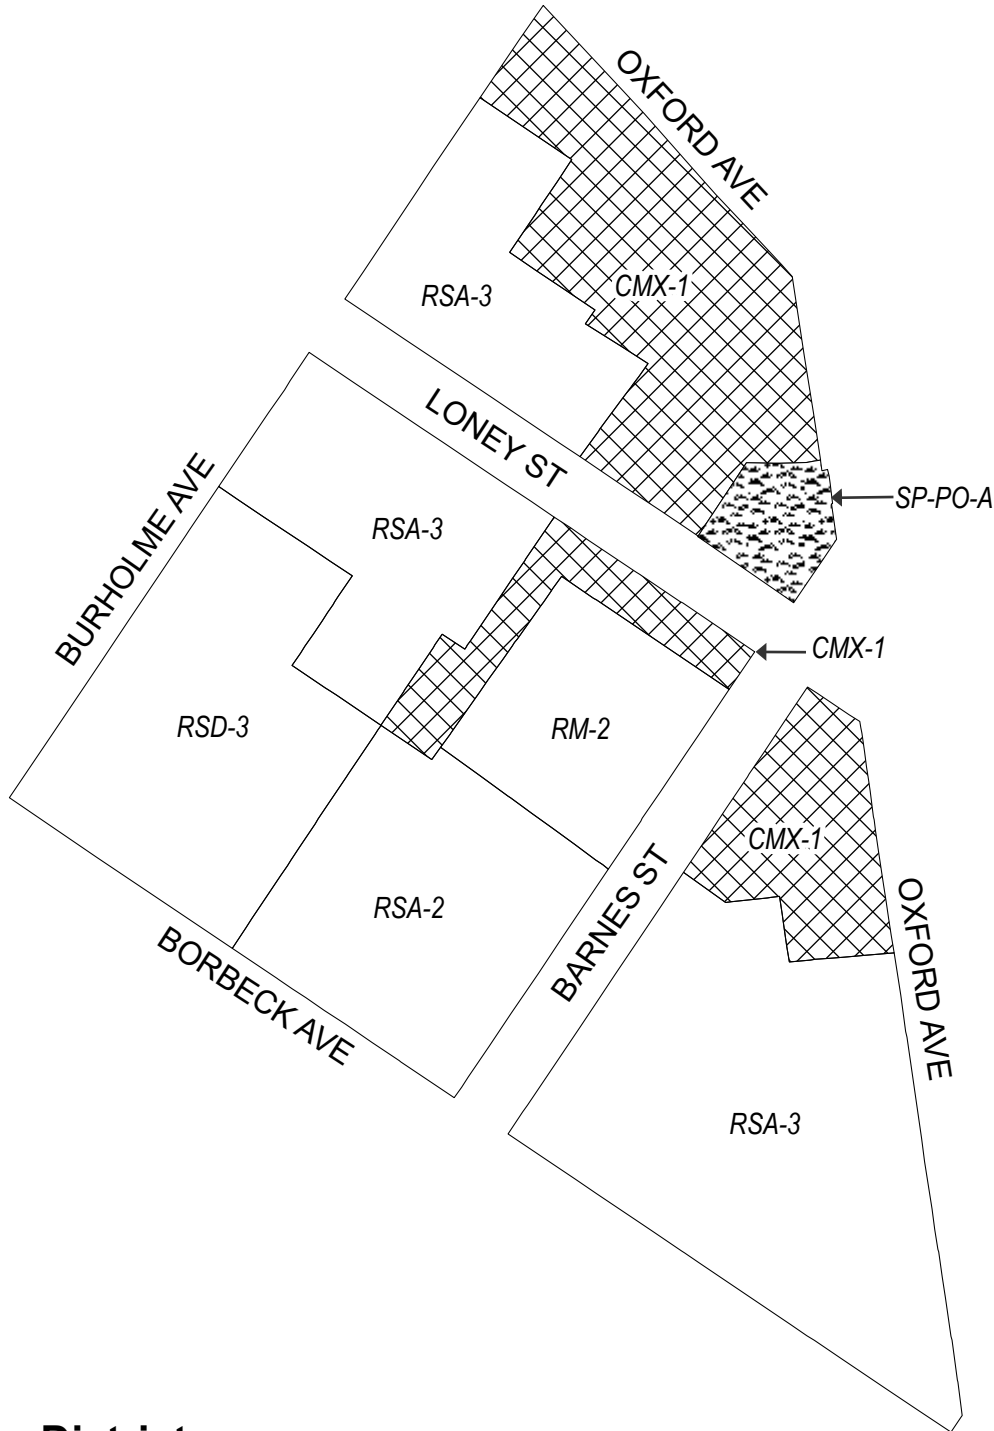 OXFORD AVE
CMX-1
RSA-3
LONEY ST
SP-PO-A
BURHOLME AVE
RSA-3
CMX-1
RSD-3
RM-2
CMX-1
RSA-2
BARNES ST
OXFORD AVE
BORBECK AVE
RSA-3